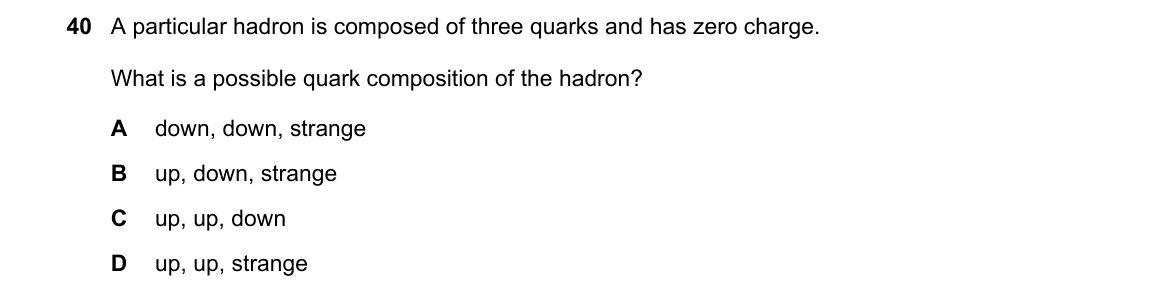 40 A particular hadron is composed of three quarks and has zero charge.
What is a possible quark composition of the hadron?
A down, down, strange
B up, down, strange
C up, up, down
D up, up, strange